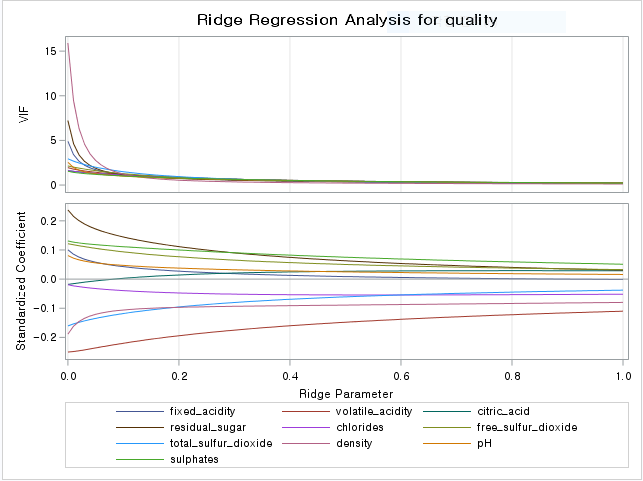 Ridge Regression Analysis for quality
VIF
15
10
5
0
Standardized Coefficient
0.2
0.1
0.0
−0.1
−0.2
0.0 0.2 0.4 0.6 0.8 1.0
Ridge Parameter
fixed_acidity volatile_acidity citric_acid
residual_sugar chlorides free_sulfur_dioxide
total_sulfur_dioxide density pH
sulphates